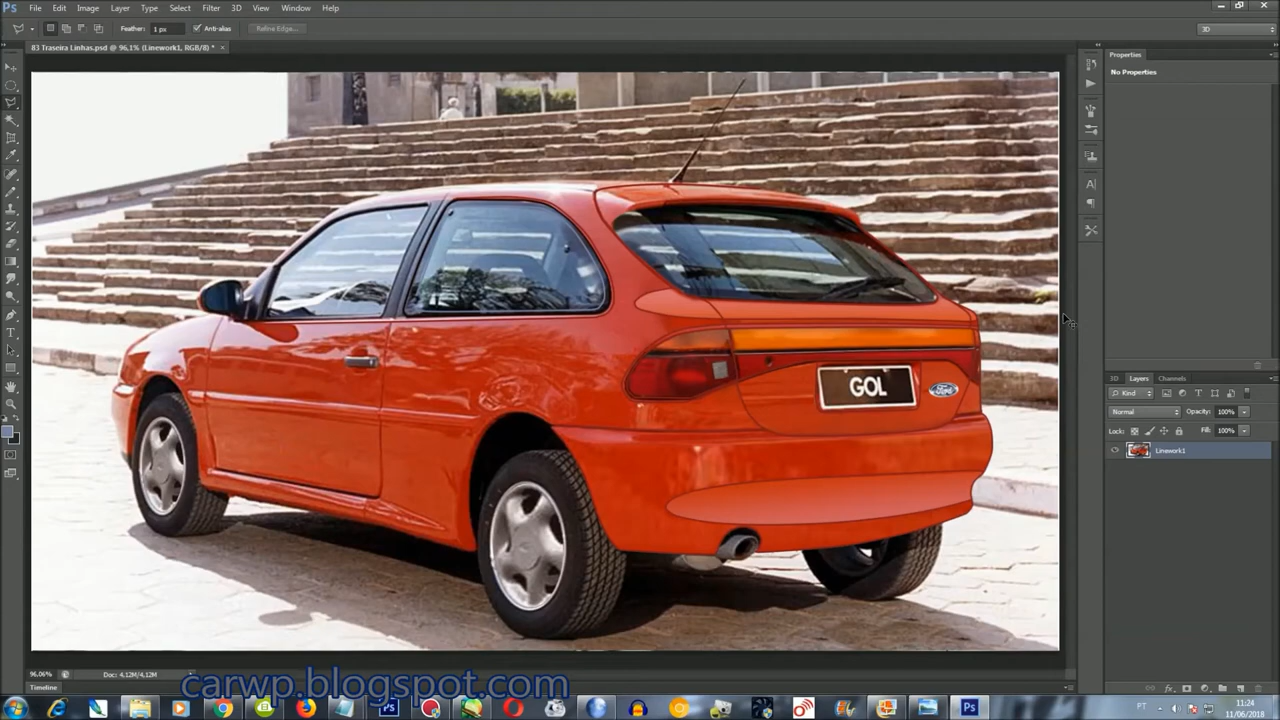 Ps File Edit Image Layer Type Select Filter 3D View Window Help
Feather: 1 px Anti-alias Refine Edge... 3D
83 Traseira Linhas.psd @ 96,1% (Linework1, RGB/8) *
Properties
No Properties
GOL
Ford
3D Layers Channels
Kind
Normal Opacity: 100%
Lock: Fill: 100%
Linework1
96,06% Doc: 4,12M/4,12M
Timeline
carwp.blogspot.com
PT 11:24
11/06/2018